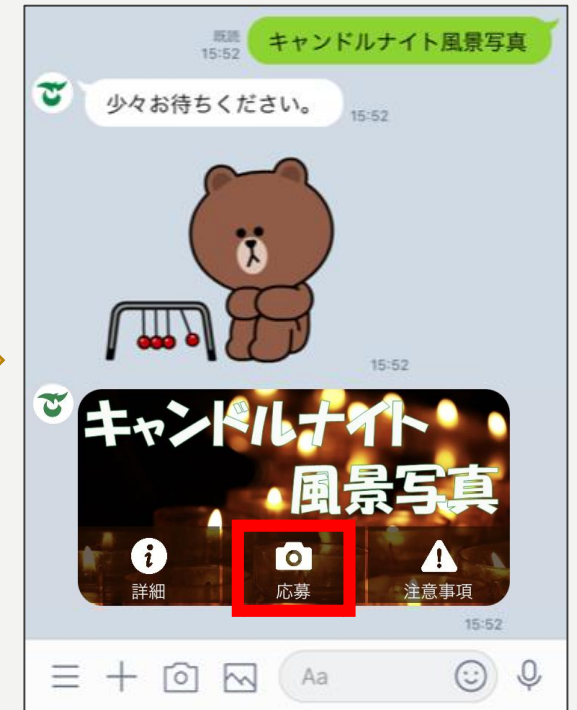 既読
15:52
キャンドルナイト風景写真
少々お待ちください。
15:52
15:52
キャンドルナイト
風景写真
詳細
応募
注意事項
15:52
Aa